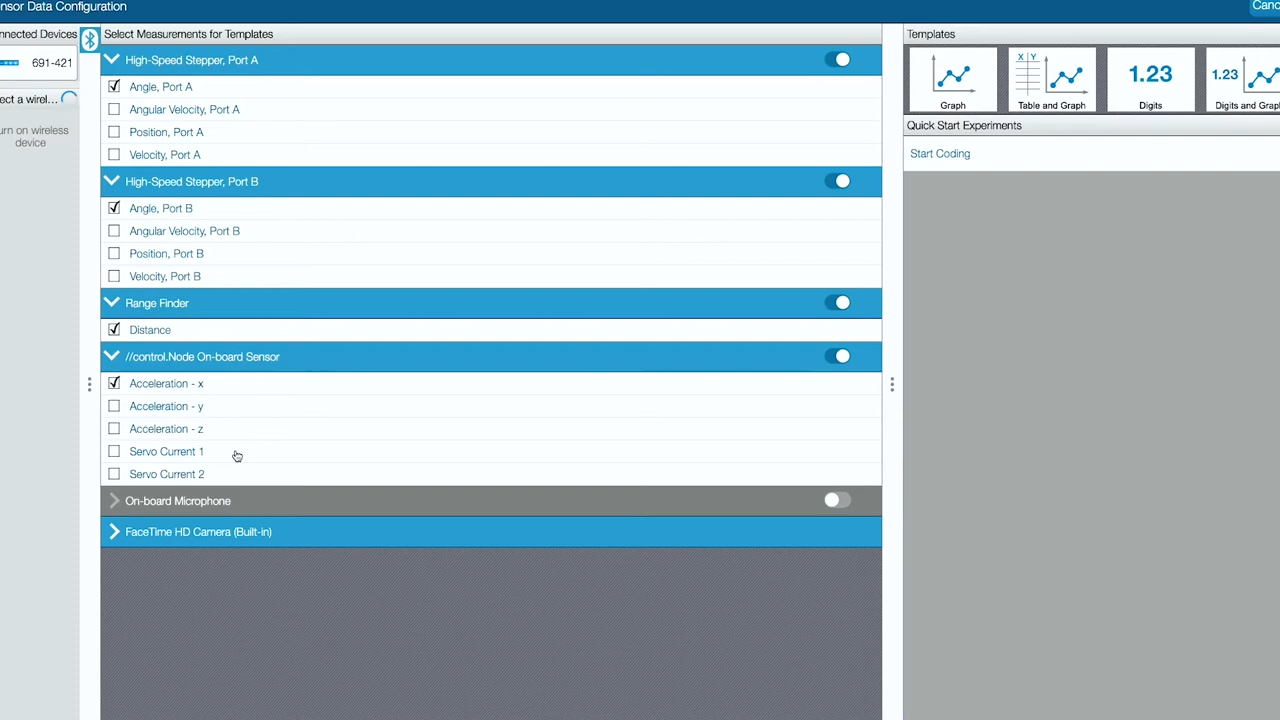 nsor Data Configuration
Canc
nnected Devices
691-421
ect a wirel...
urn on wireless
device
Select Measurements for Templates
High-Speed Stepper, Port A
Angle, Port A
Angular Velocity, Port A
Position, Port A
Velocity, Port A
High-Speed Stepper, Port B
Angle, Port B
Angular Velocity, Port B
Position, Port B
Velocity, Port B
Range Finder
Distance
//control.Node On-board Sensor
Acceleration - x
Acceleration - y
Acceleration - z
Servo Current 1
Servo Current 2
On-board Microphone
FaceTime HD Camera (Built-in)
Templates
Graph
X Y
Table and Graph
1.23
Digits
1.23
Digits and Graph
Quick Start Experiments
Start Coding